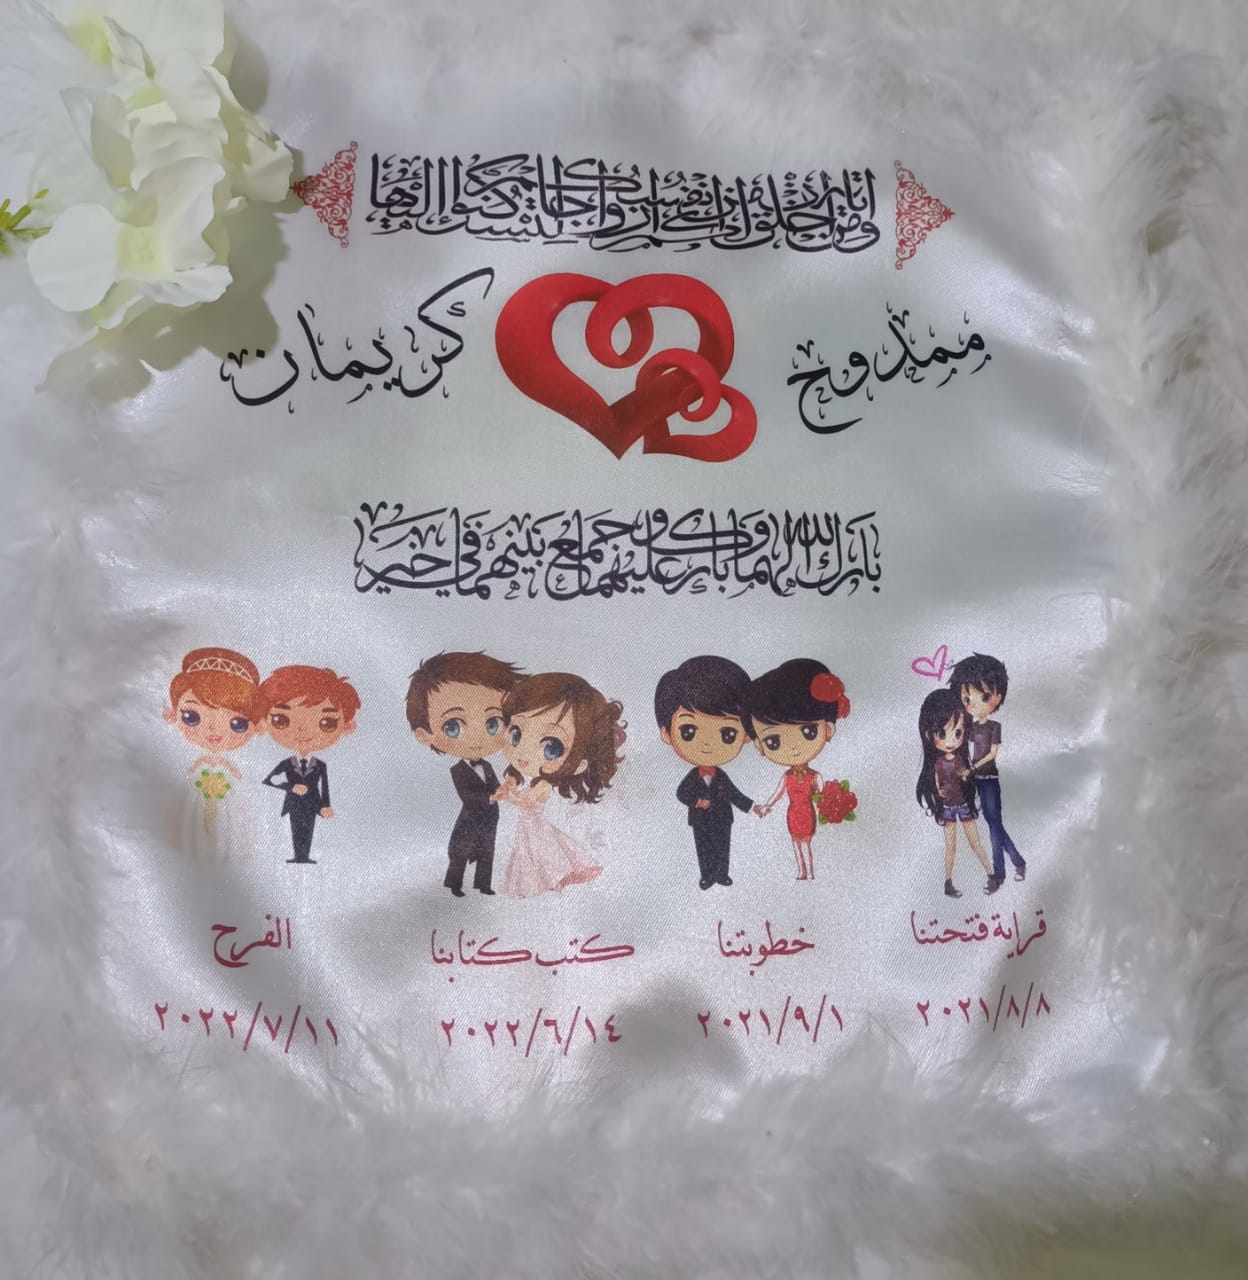 ومن آياته أن خلق لكم من أنفسكم أزواجا لتسكنوا إليها
ممدوح
كريمان
بارك الله لهما وبارك عليهما وجمع بينهما في خير
قراية فتحتنا
خطوبتنا
كتب كتابنا
الفرح
٢٠٢١/٨/٨
٢٠٢١/٩/١
٢٠٢٢/٦/١٤
٢٠٢٢/٧/١١